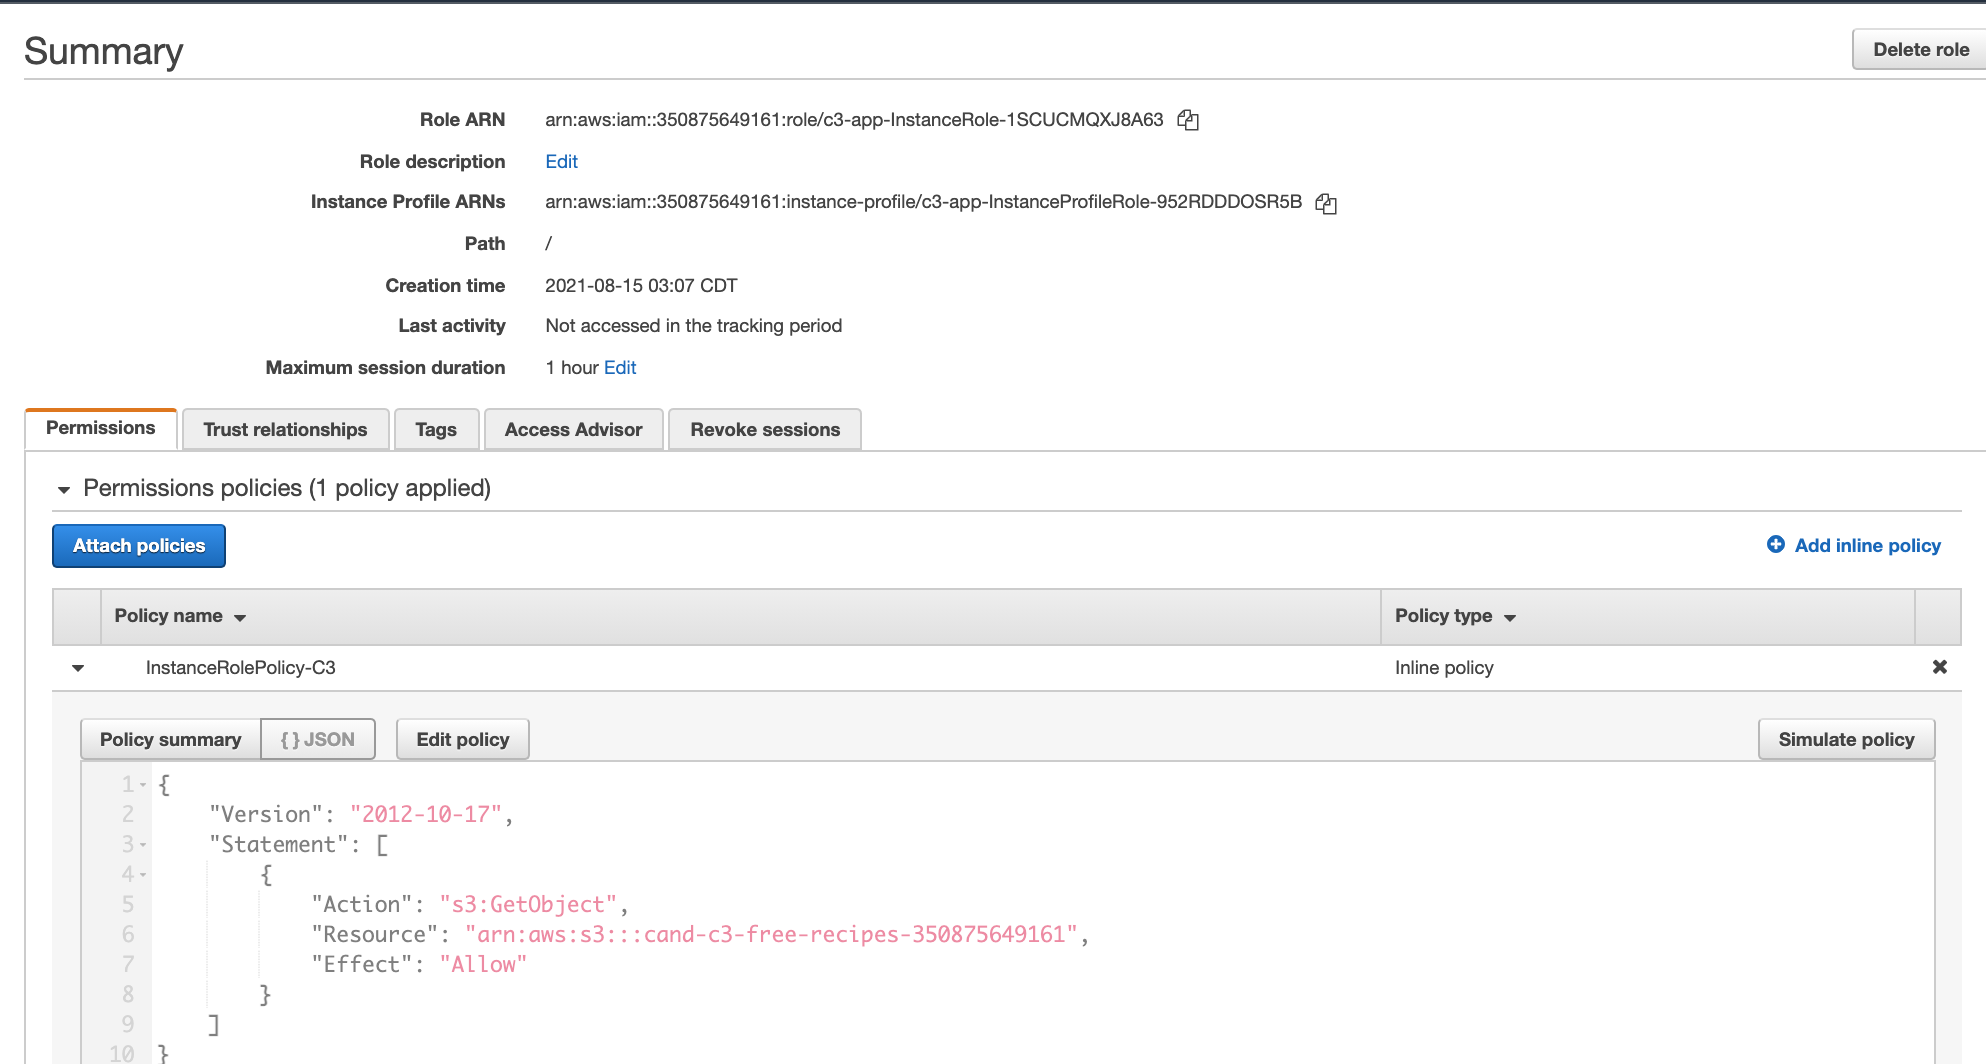 Summary
Delete role
Role ARN arn:aws:iam::350875649161:role/c3-app-InstanceRole-1SCUCMQXJ8A63
Role description Edit
Instance Profile ARNs arn:aws:iam::350875649161:instance-profile/c3-app-InstanceProfileRole-952RDDDOSR5B
Path /
Creation time 2021-08-15 03:07 CDT
Last activity Not accessed in the tracking period
Maximum session duration 1 hour Edit
Permissions Trust relationships Tags Access Advisor Revoke sessions
Permissions policies (1 policy applied)
Attach policies Add inline policy
Policy name Policy type
InstanceRolePolicy-C3 Inline policy
Policy summary { } JSON Edit policy Simulate policy
1 {
2 "Version": "2012-10-17",
3 "Statement": [
4 {
5 "Action": "s3:GetObject",
6 "Resource": "arn:aws:s3:::cand-c3-free-recipes-350875649161",
7 "Effect": "Allow"
8 }
9 ]
10 }